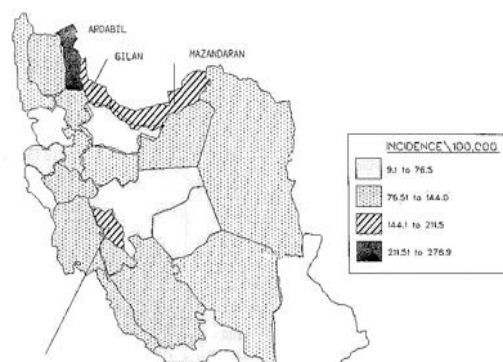 ARDABIL
GILAN
MAZANDARAN
INCIDENCE\100,000
9.1 to 76.5
76.51 to 144.0
144.1 to 211.5
211.51 to 278.9